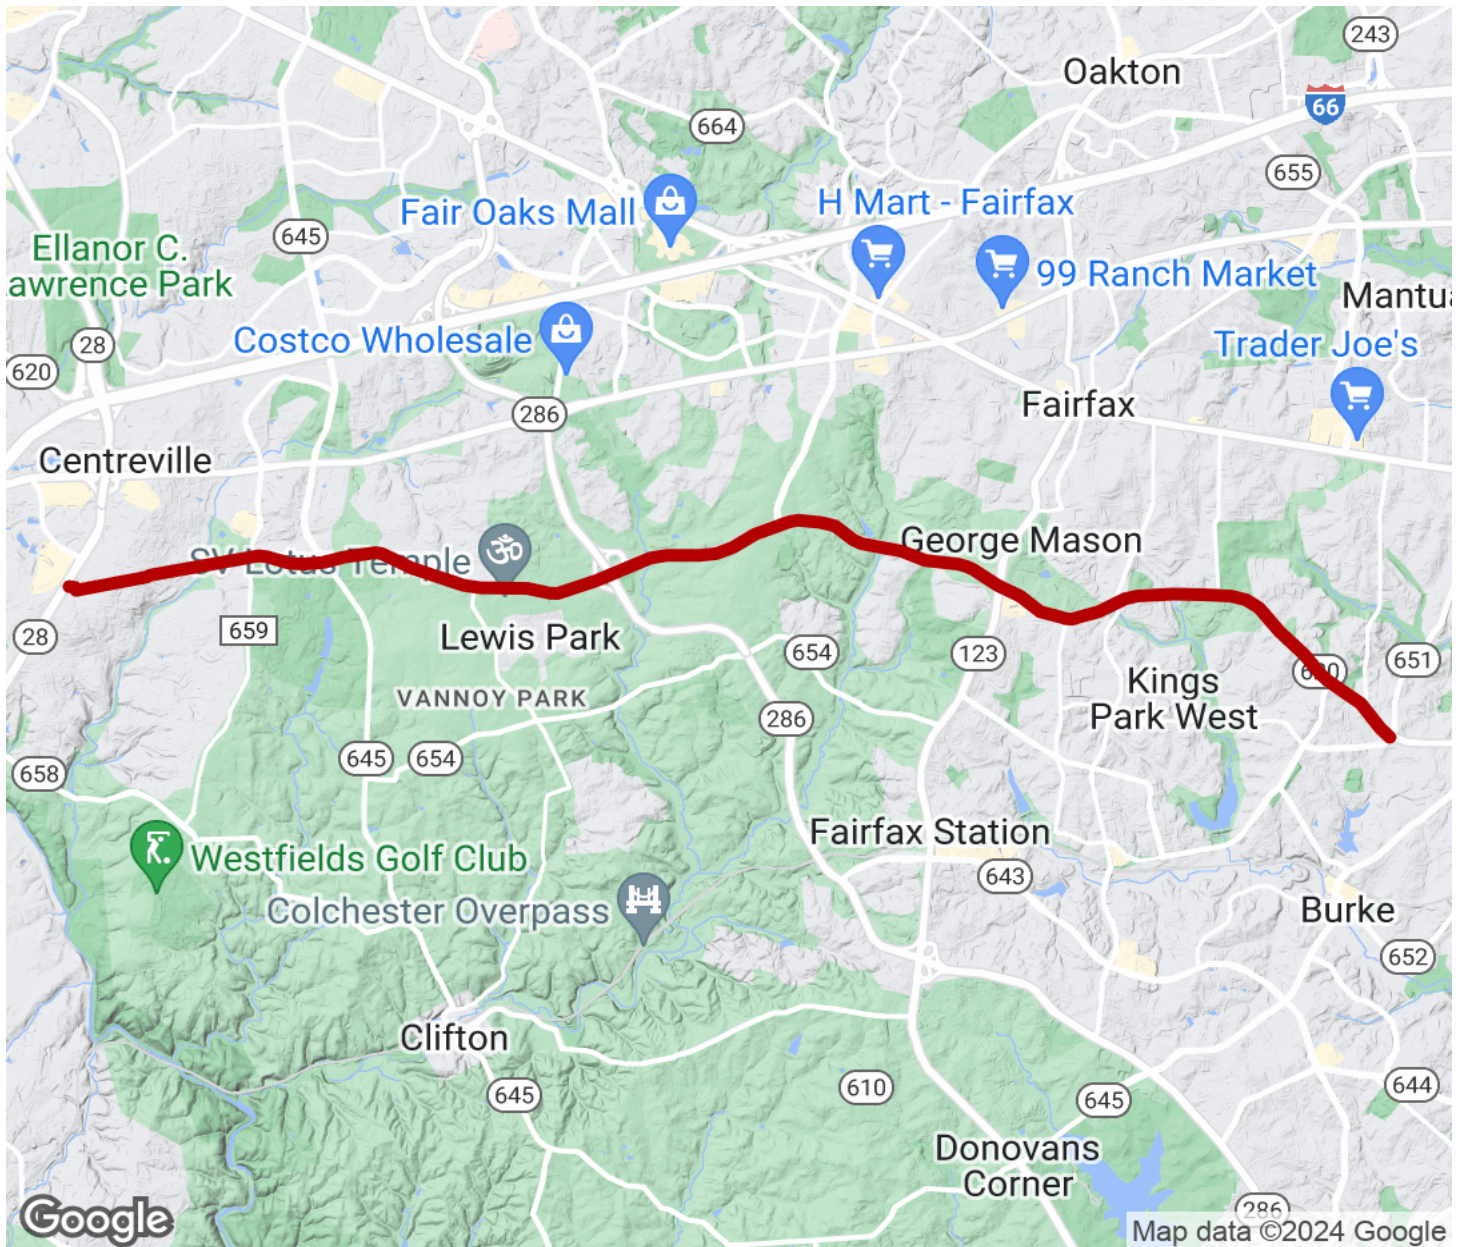 243
Oakton
66
664
655
H Mart - Fairfax
Fair Oaks Mall
645
Ellanor C.
awrence Park
99 Ranch Market
Mantua
28
Costco Wholesale
Trader Joe's
620
286
Fairfax
Centreville
SV Lotus Temple
George Mason
28
659
Lewis Park
654
123
651
620
Kings
Park West
VANNOY PARK
286
645
654
658
Fairfax Station
Westfields Golf Club
643
Colchester Overpass
Burke
652
Clifton
645
610
645
644
Donovans
Corner
286
Google
Map data ©2024 Google